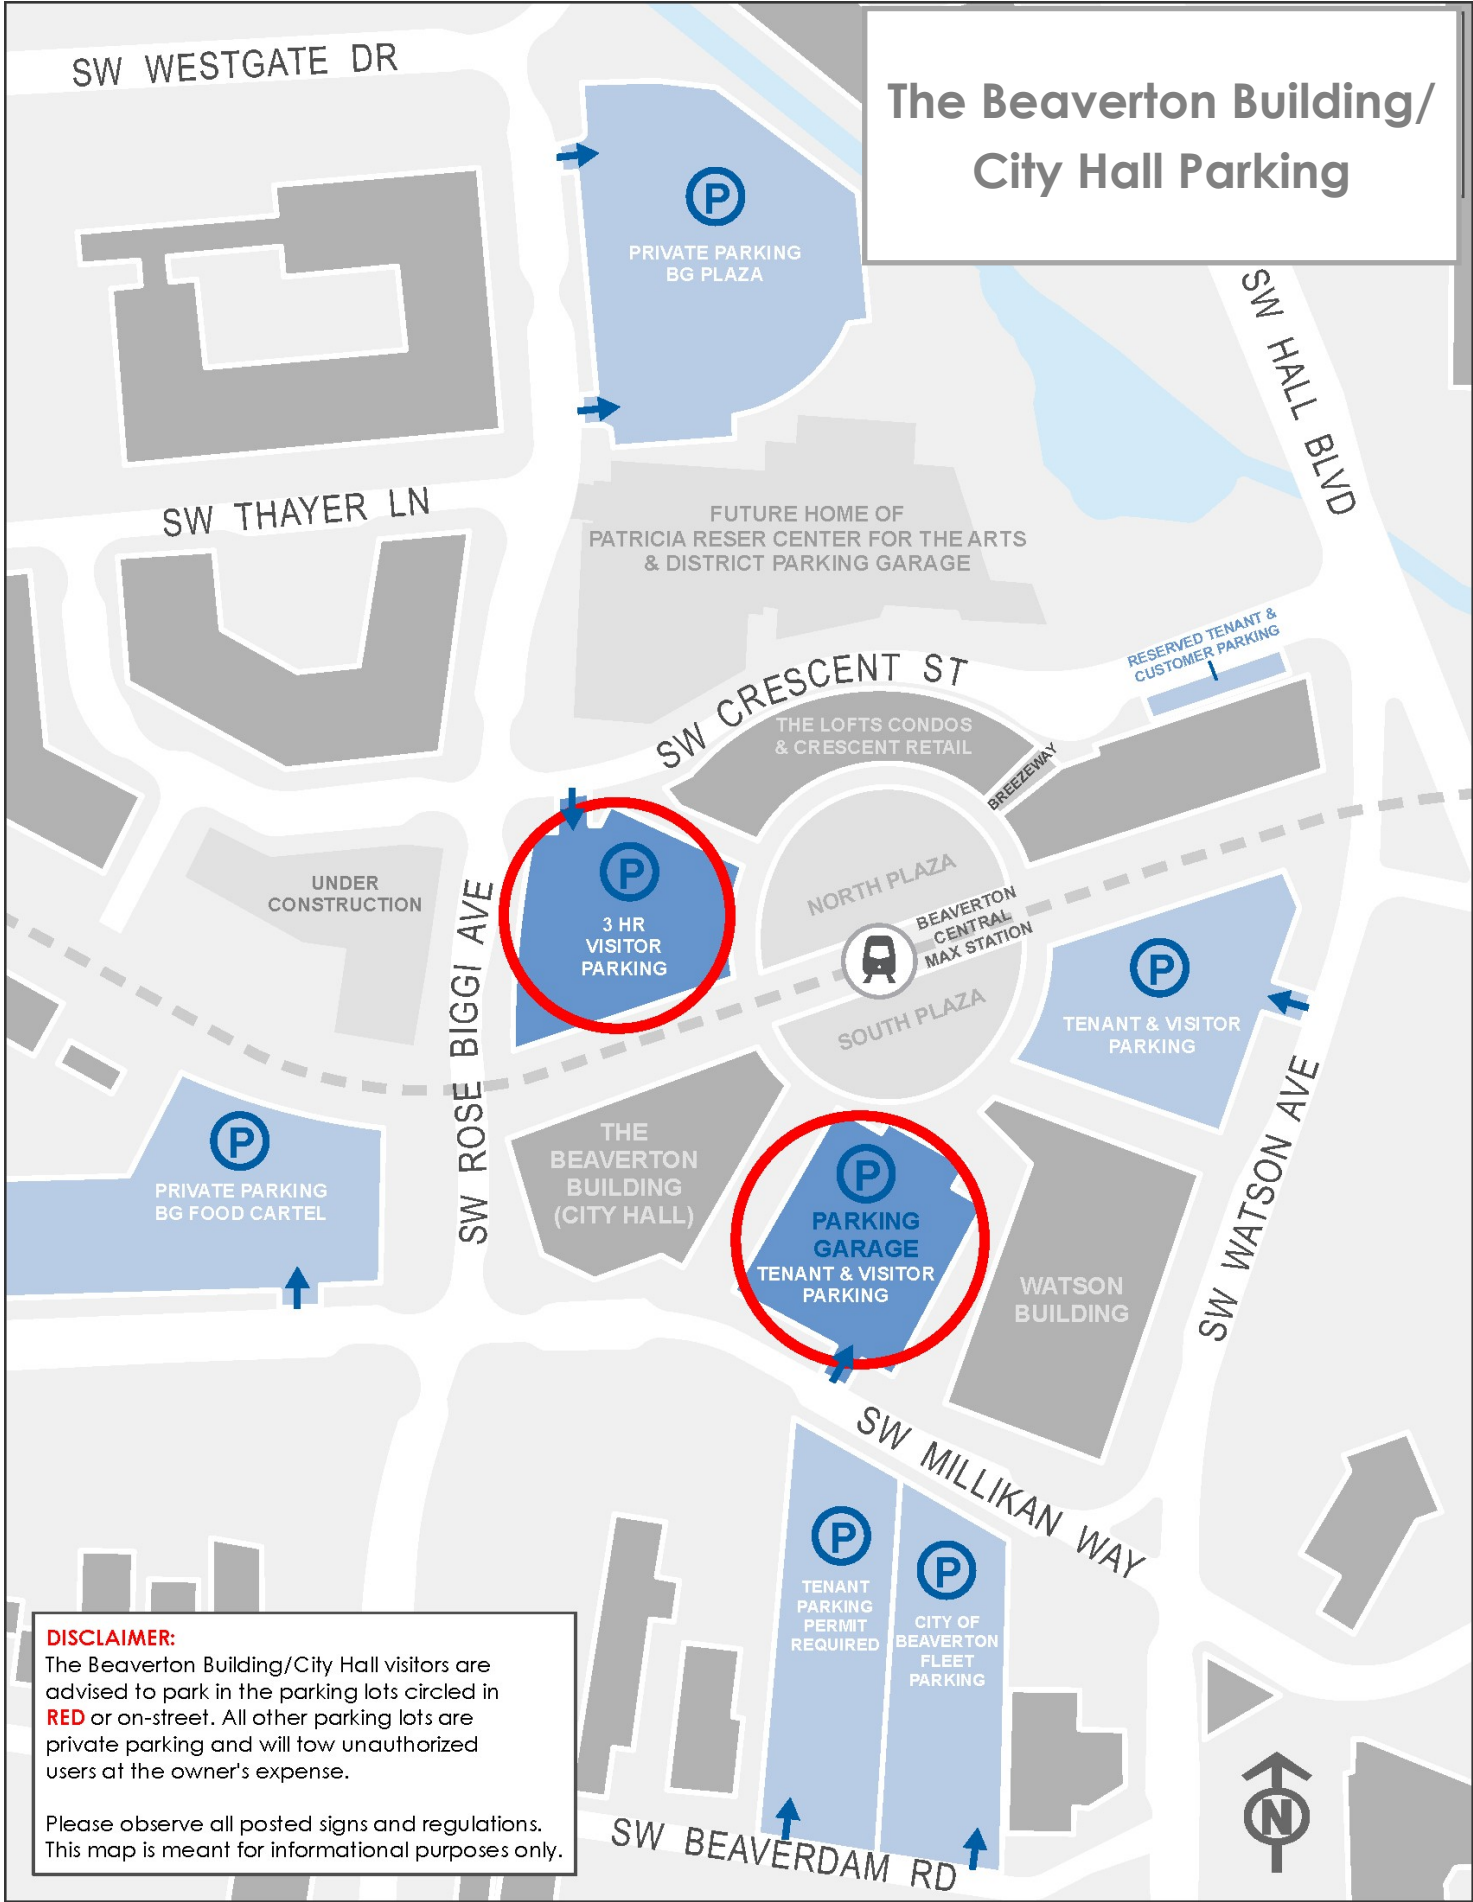 The Beaverton Building/
City Hall Parking
SW WESTGATE DR
P
PRIVATE PARKING
BG PLAZA
SW HALL BLVD
SW THAYER LN
FUTURE HOME OF
PATRICIA RESER CENTER FOR THE ARTS
& DISTRICT PARKING GARAGE
RESERVED TENANT &
CUSTOMER PARKING
SW CRESCENT ST
THE LOFTS CONDOS
& CRESCENT RETAIL
BREEZEWAY
UNDER
CONSTRUCTION
SW ROSE BIGGI AVE
P
3 HR
VISITOR
PARKING
NORTH PLAZA
BEAVERTON
CENTRAL
MAX STATION
SOUTH PLAZA
P
TENANT & VISITOR
PARKING
SW WATSON AVE
P
PRIVATE PARKING
BG FOOD CARTEL
THE
BEAVERTON
BUILDING
(CITY HALL)
P
PARKING
GARAGE
TENANT & VISITOR
PARKING
WATSON
BUILDING
SW MILLIKAN WAY
P
TENANT
PARKING
PERMIT
REQUIRED
P
CITY OF
BEAVERTON
FLEET
PARKING
SW BEAVERDAM RD
N
DISCLAIMER:
The Beaverton Building/City Hall visitors are
advised to park in the parking lots circled in
RED or on-street. All other parking lots are
private parking and will tow unauthorized
users at the owner's expense.
Please observe all posted signs and regulations.
This map is meant for informational purposes only.